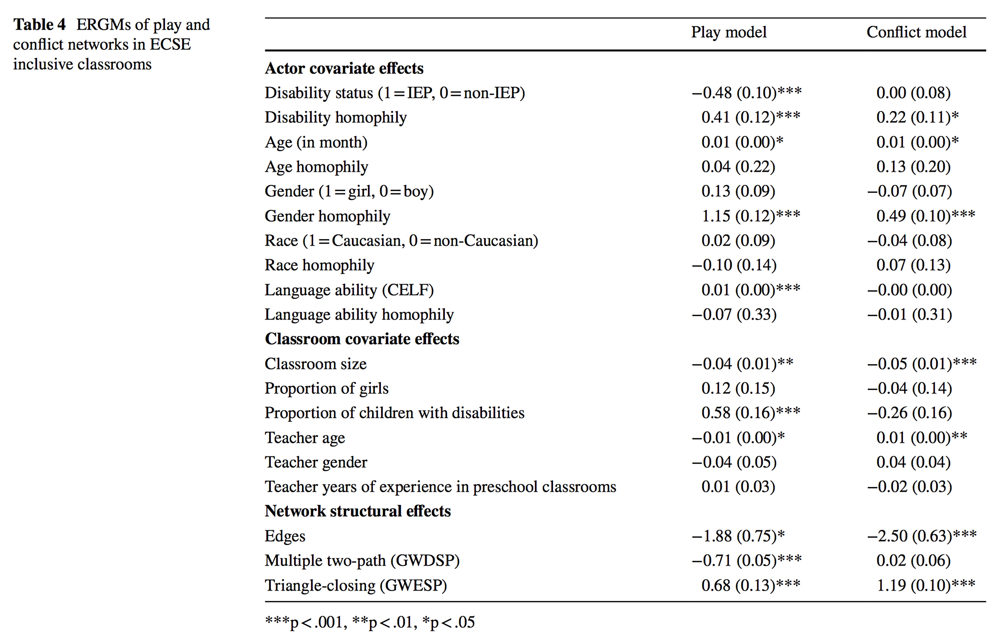 Table 4 ERGMs of play and
conflict networks in ECSE
inclusive classrooms
Play model Conflict model
Actor covariate effects
Disability status (1=IEP, 0=non-IEP) −0.48 (0.10)*** 0.00 (0.08)
Disability homophily 0.41 (0.12)*** 0.22 (0.11)*
Age (in month) 0.01 (0.00)* 0.01 (0.00)*
Age homophily 0.04 (0.22) 0.13 (0.20)
Gender (1=girl, 0=boy) 0.13 (0.09) −0.07 (0.07)
Gender homophily 1.15 (0.12)*** 0.49 (0.10)***
Race (1=Caucasian, 0=non-Caucasian) 0.02 (0.09) −0.04 (0.08)
Race homophily −0.10 (0.14) 0.07 (0.13)
Language ability (CELF) 0.01 (0.00)*** −0.00 (0.00)
Language ability homophily −0.07 (0.33) −0.01 (0.31)
Classroom covariate effects
Classroom size −0.04 (0.01)** −0.05 (0.01)***
Proportion of girls 0.12 (0.15) −0.04 (0.14)
Proportion of children with disabilities 0.58 (0.16)*** −0.26 (0.16)
Teacher age −0.01 (0.00)* 0.01 (0.00)**
Teacher gender −0.04 (0.05) 0.04 (0.04)
Teacher years of experience in preschool classrooms 0.01 (0.03) −0.02 (0.03)
Network structural effects
Edges −1.88 (0.75)* −2.50 (0.63)***
Multiple two-path (GWDSP) −0.71 (0.05)*** 0.02 (0.06)
Triangle-closing (GWESP) 0.68 (0.13)*** 1.19 (0.10)***
***p<.001, **p<.01, *p<.05